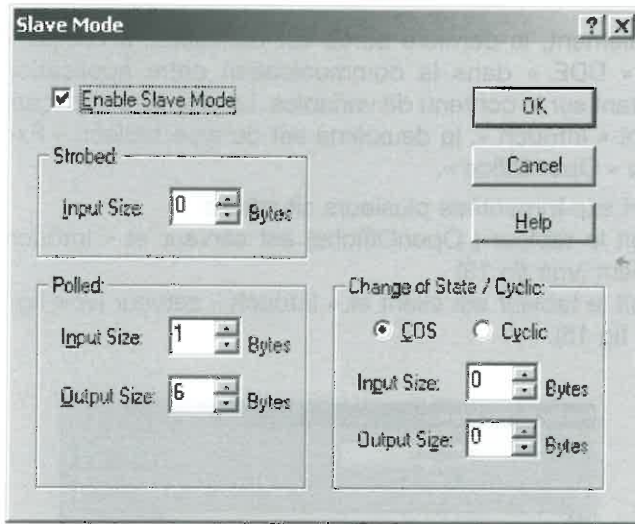 Slave Mode
Enable Slave Mode
OK
Cancel
Help
Strobed:
Input Size: 0 Bytes
Polled:
Input Size: 1 Bytes
Output Size: 6 Bytes
Change of State / Cyclic:
COS Cyclic
Input Size: 0 Bytes
Output Size: 0 Bytes